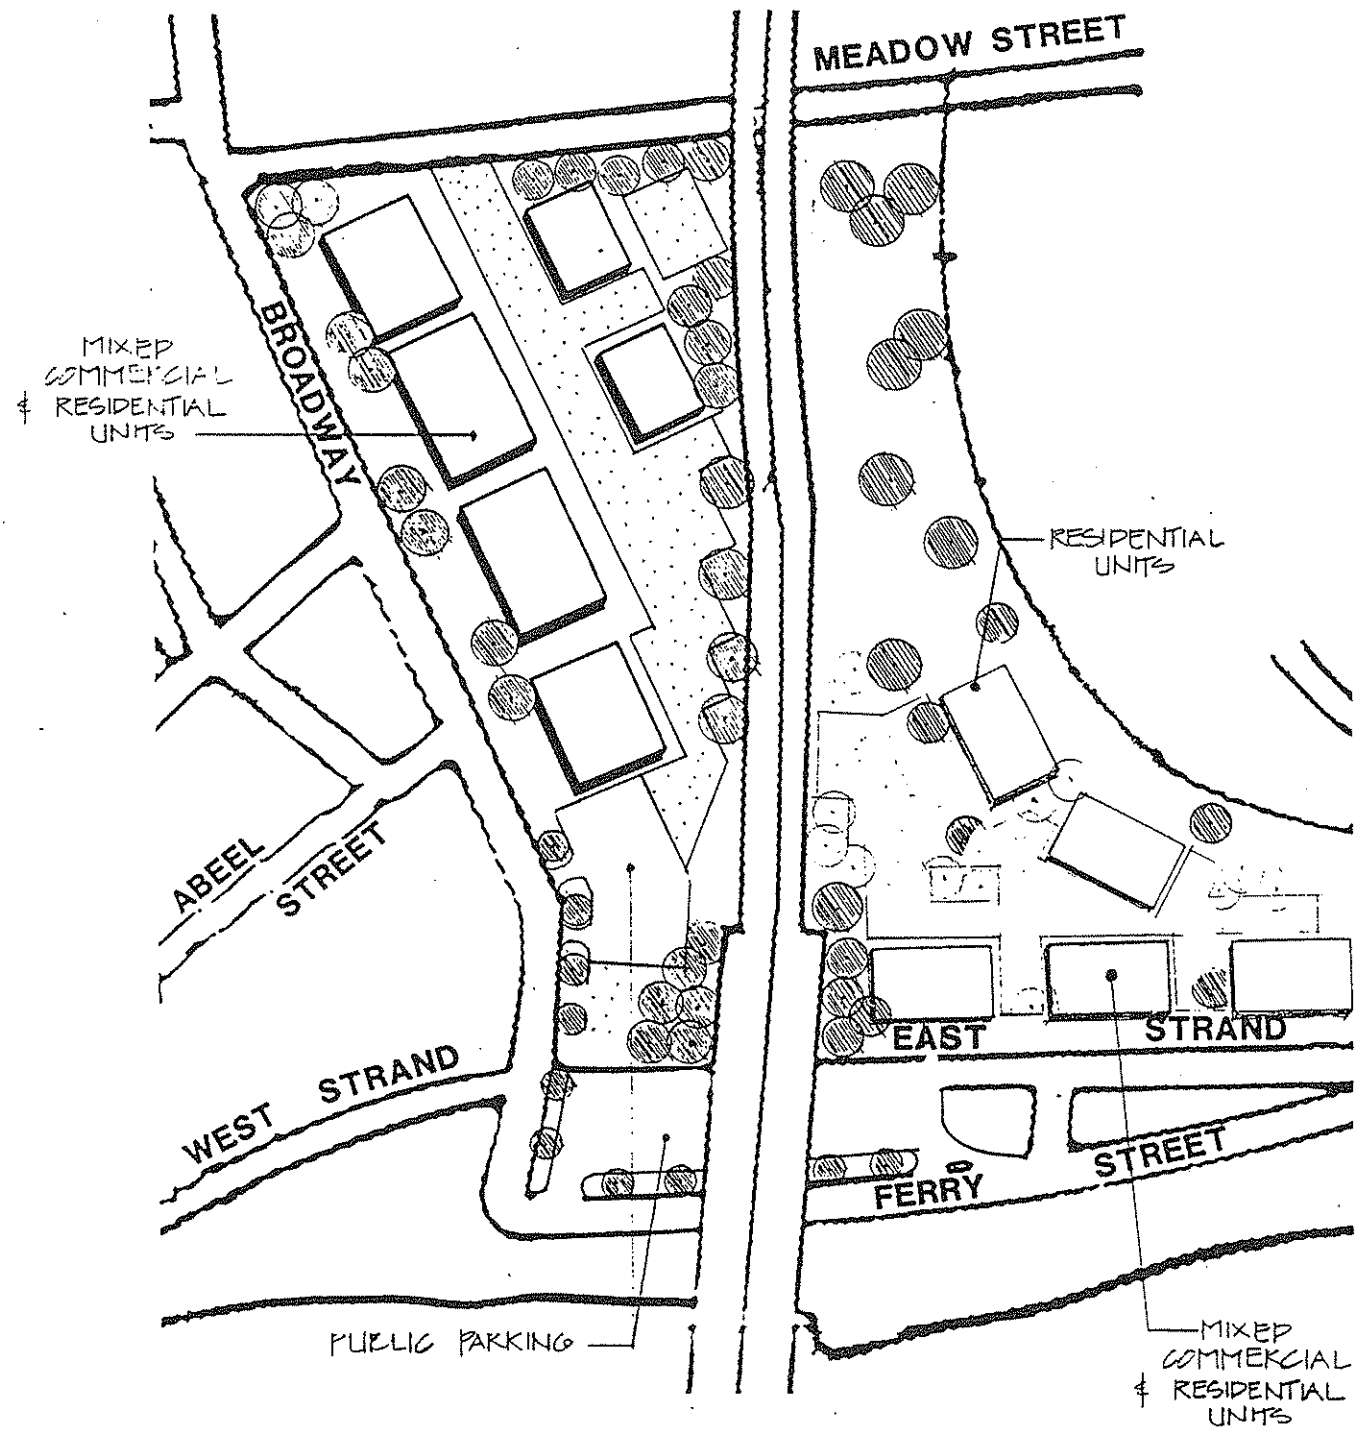 MEADOW STREET
BROADWAY
MIXED
COMMERCIAL
& RESIDENTIAL
UNITS
RESIDENTIAL
UNITS
ABEEL
STREET
WEST STRAND
EAST STRAND
FERRY STREET
PUBLIC PARKING
MIXED
COMMERCIAL
& RESIDENTIAL
UNITS